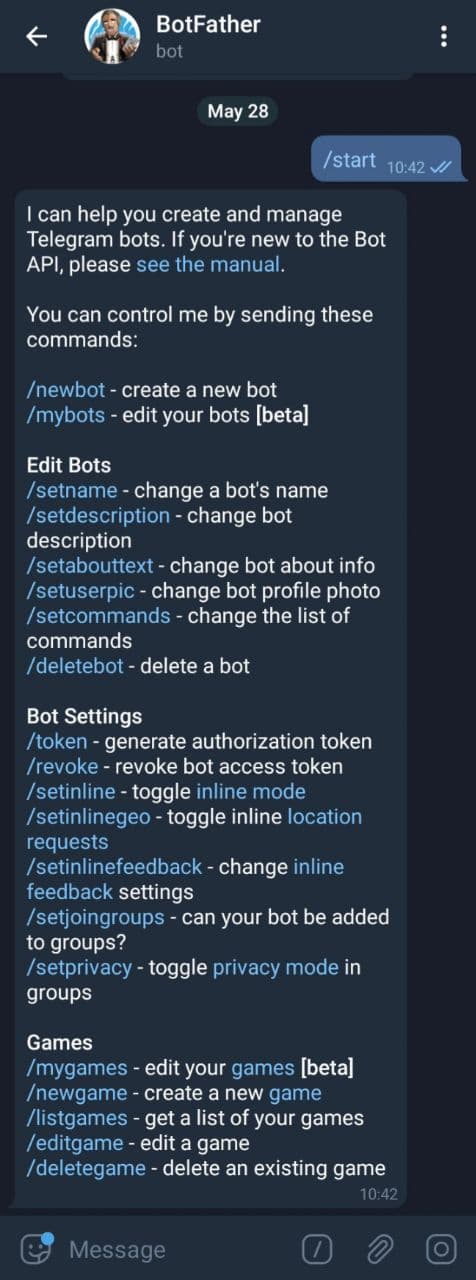 BotFather
bot
May 28
/start 10:42
I can help you create and manage
Telegram bots. If you're new to the Bot
API, please see the manual.
You can control me by sending these
commands:
/newbot - create a new bot
/mybots - edit your bots [beta]
Edit Bots
/setname - change a bot's name
/setdescription - change bot
description
/setabouttext - change bot about info
/setuserpic - change bot profile photo
/setcommands - change the list of
commands
/deletebot - delete a bot
Bot Settings
/token - generate authorization token
/revoke - revoke bot access token
/setinline - toggle inline mode
/setinlinegeo - toggle inline location
requests
/setinlinefeedback - change inline
feedback settings
/setjoingroups - can your bot be added
to groups?
/setprivacy - toggle privacy mode in
groups
Games
/mygames - edit your games [beta]
/newgame - create a new game
/listgames - get a list of your games
/editgame - edit a game
/deletegame - delete an existing game
10:42
Message